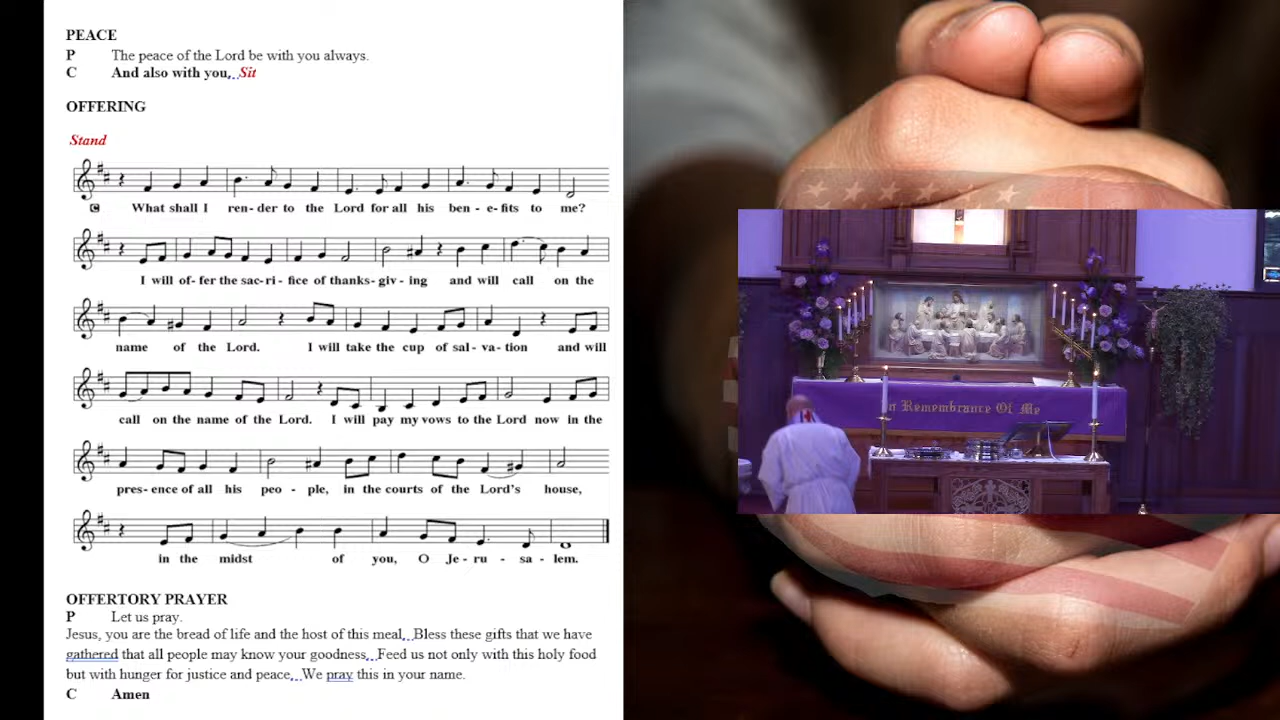 PEACE
P The peace of the Lord be with you always.
C And also with you. Sit
OFFERING
Stand
C What shall I ren- der to the Lord for all his ben - e- fits to me?
I will of- fer the sac- ri - fice of thanks- giv - ing and will call on the
name of the Lord. I will take the cup of sal - va - tion and will
call on the name of the Lord. I will pay my vows to the Lord now in the
pres- ence of all his peo - ple, in the courts of the Lord's house,
in the midst of you, O Je - ru - sa - lem.
OFFERTORY PRAYER
P Let us pray.
Jesus, you are the bread of life and the host of this meal. Bless these gifts that we have
gathered that all people may know your goodness. Feed us not only with this holy food
but with hunger for justice and peace. We pray this in your name.
C Amen
In Remembrance Of Me